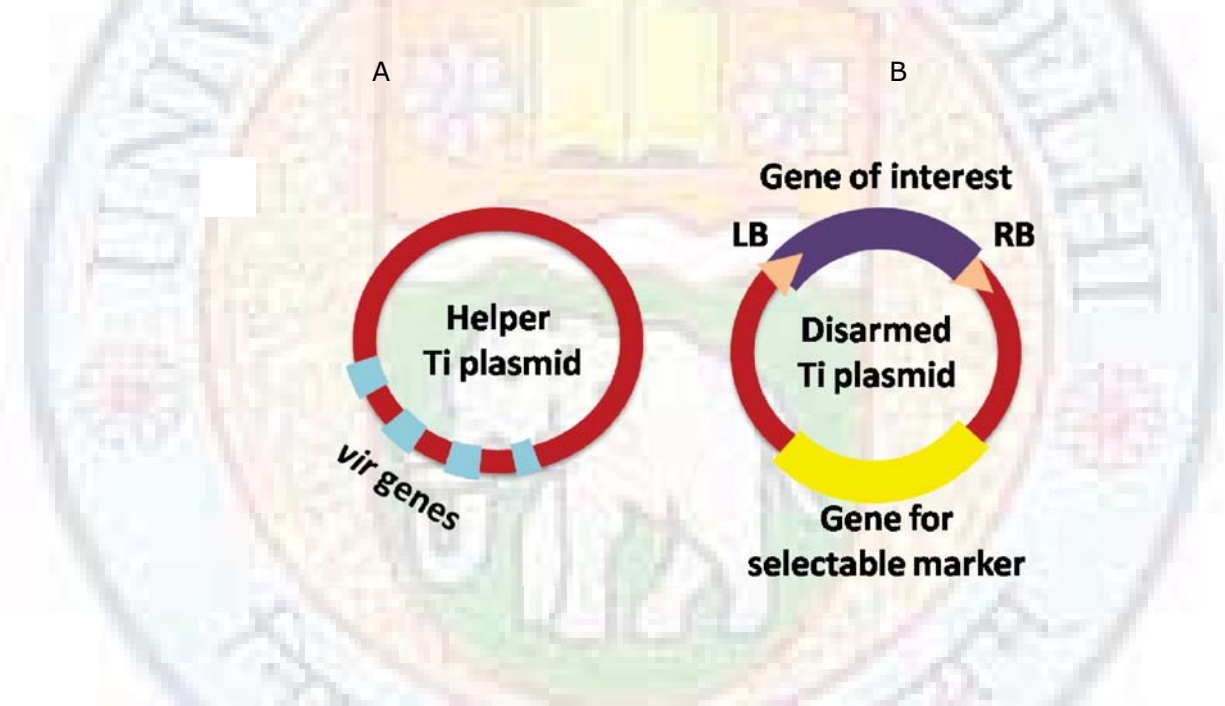 A
B
Gene of interest
LB
RB
Helper
Ti plasmid
Disarmed
Ti plasmid
vir genes
Gene for
selectable marker